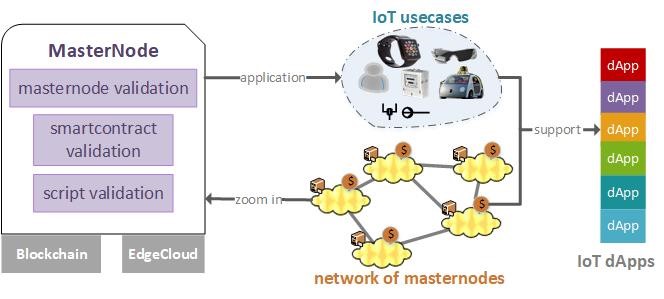 MasterNode
masternode validation
smartcontract
validation
script validation
Blockchain
EdgeCloud
application
zoom in
IoT usecases
$
$
$
$
$
network of masternodes
support
dApp
dApp
dApp
dApp
dApp
dApp
IoT dApps